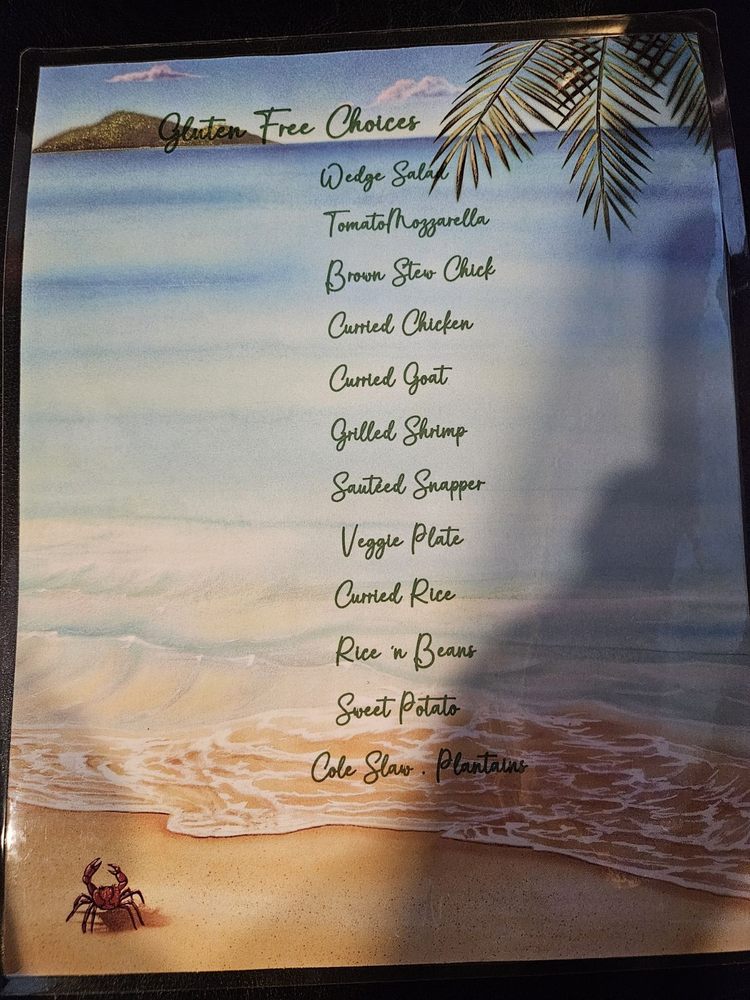 Gluten Free Choices
Wedge Salad
TomatoMozzarella
Brown Stew Chick
Curried Chicken
Curried Goat
Grilled Shrimp
Sautéed Snapper
Veggie Plate
Curried Rice
Rice 'n Beans
Sweet Potato
Cole Slaw . Plantains